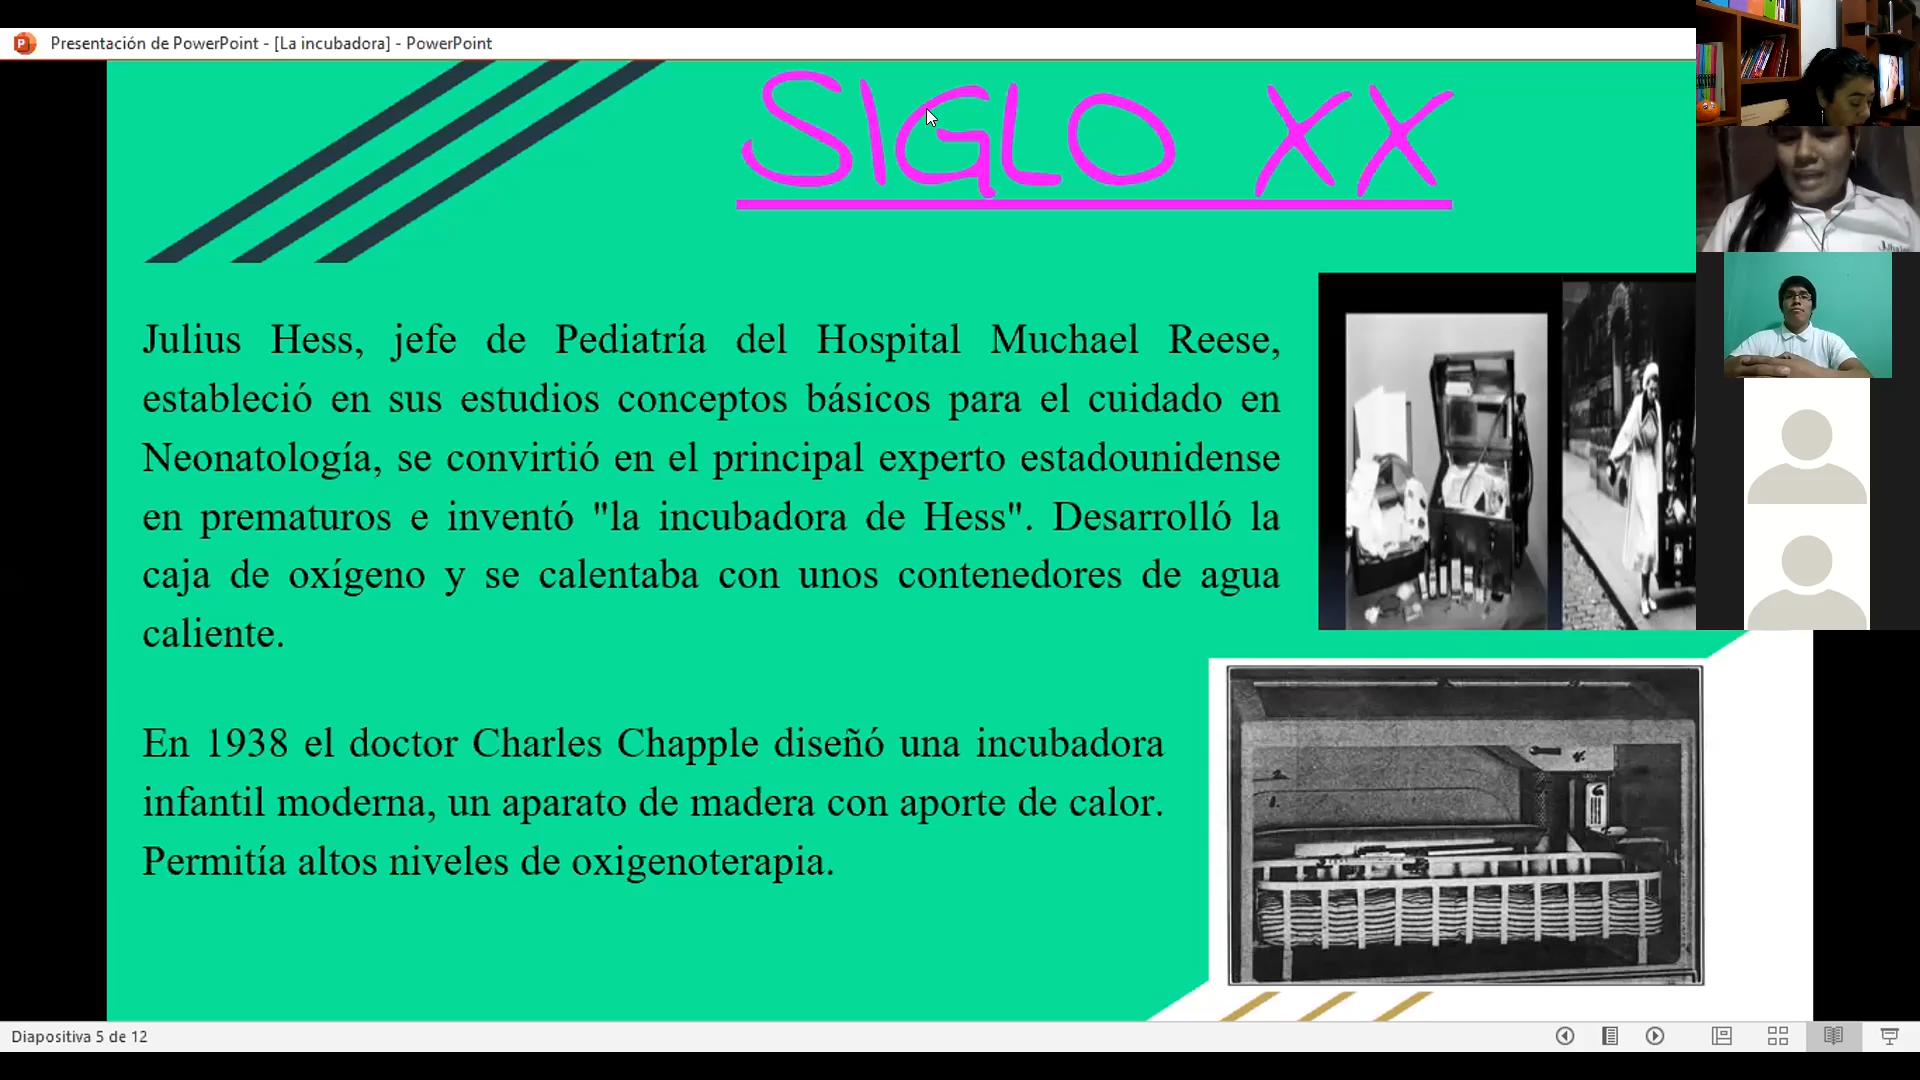 Presentación de PowerPoint - [La incubadora] - PowerPoint
SIGLO XX
Julius Hess, jefe de Pediatría del Hospital Muchael Reese,
estableció en sus estudios conceptos básicos para el cuidado en
Neonatología, se convirtió en el principal experto estadounidense
en prematuros e inventó "la incubadora de Hess". Desarrolló la
caja de oxígeno y se calentaba con unos contenedores de agua
caliente.
En 1938 el doctor Charles Chapple diseñó una incubadora
infantil moderna, un aparato de madera con aporte de calor.
Permitía altos niveles de oxigenoterapia.
Diapositiva 5 de 12